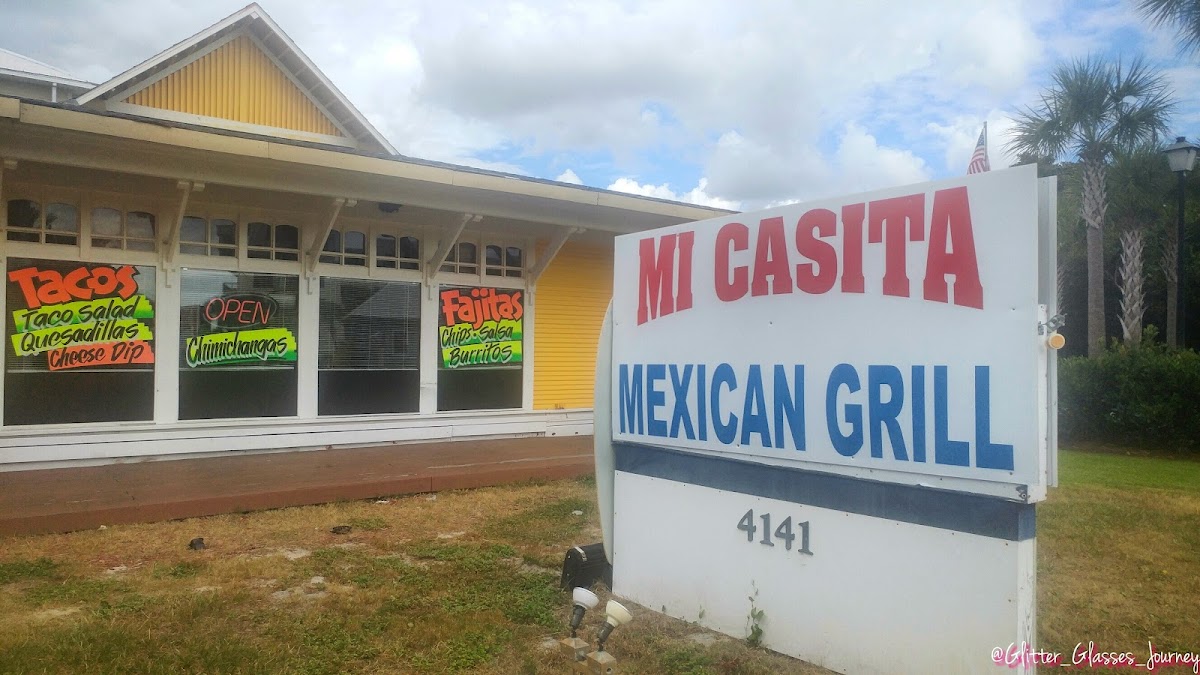 Tacos
Taco Salad
Quesadillas
Cheese Dip
OPEN
Chimichangas
Fajitas
Chips - Salsa
Burritos
MI CASITA
MEXICAN GRILL
4141
@Glitter_Glasses_Journey